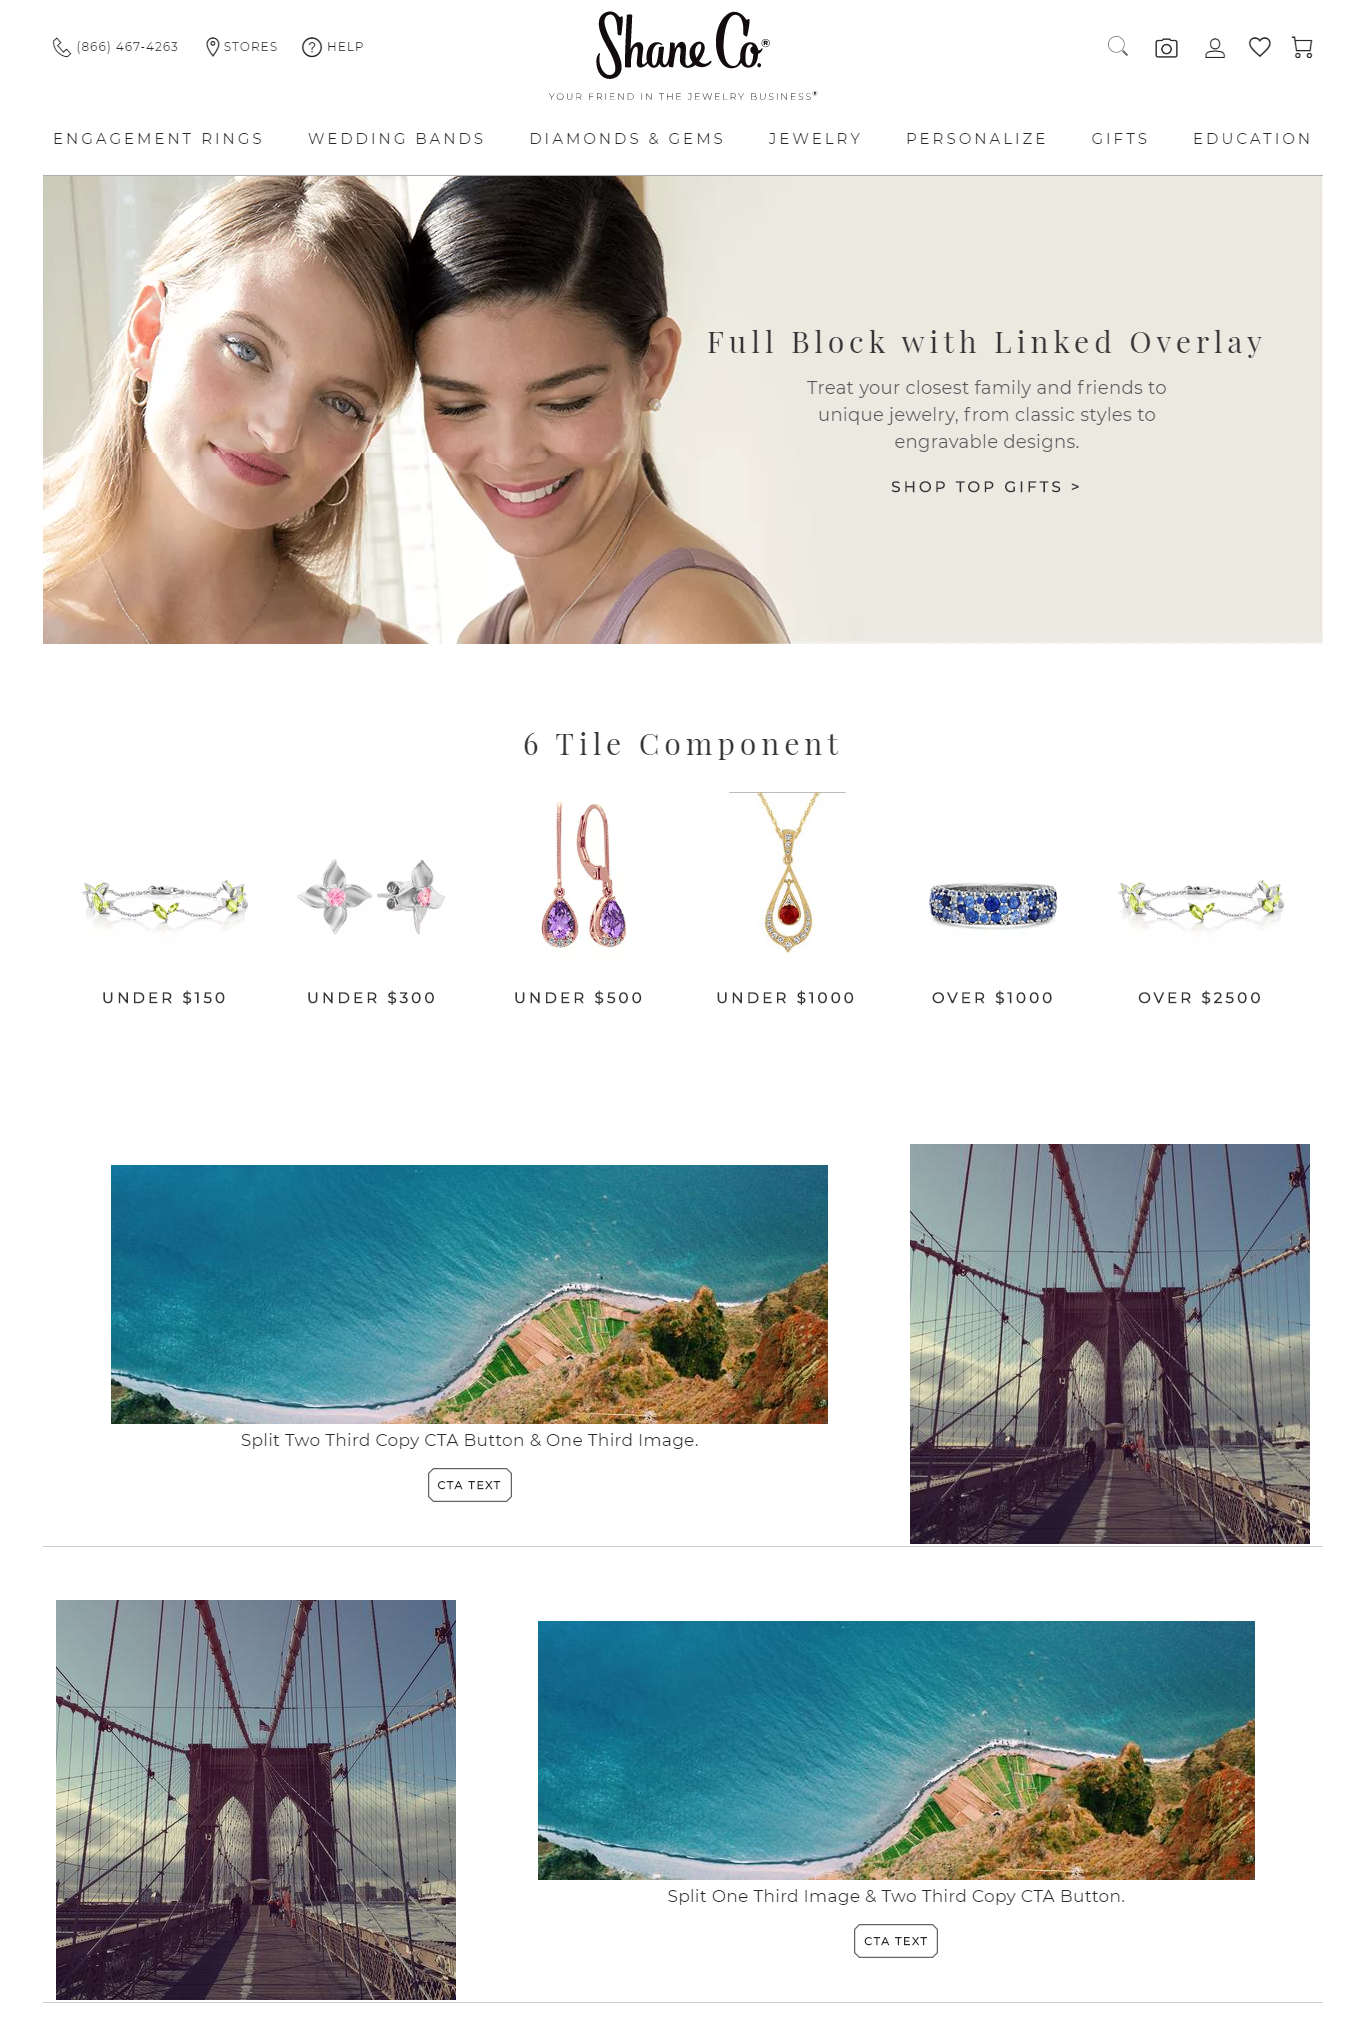 (866) 467-4263
STORES
HELP
Shane Co.®
YOUR FRIEND IN THE JEWELRY BUSINESS®
ENGAGEMENT RINGS
WEDDING BANDS
DIAMONDS & GEMS
JEWELRY
PERSONALIZE
GIFTS
EDUCATION
Full Block with Linked Overlay
Treat your closest family and friends to
unique jewelry, from classic styles to
engravable designs.
SHOP TOP GIFTS >
6 Tile Component
UNDER $150
UNDER $300
UNDER $500
UNDER $1000
OVER $1000
OVER $2500
Split Two Third Copy CTA Button & One Third Image.
CTA TEXT
Split One Third Image & Two Third Copy CTA Button.
CTA TEXT